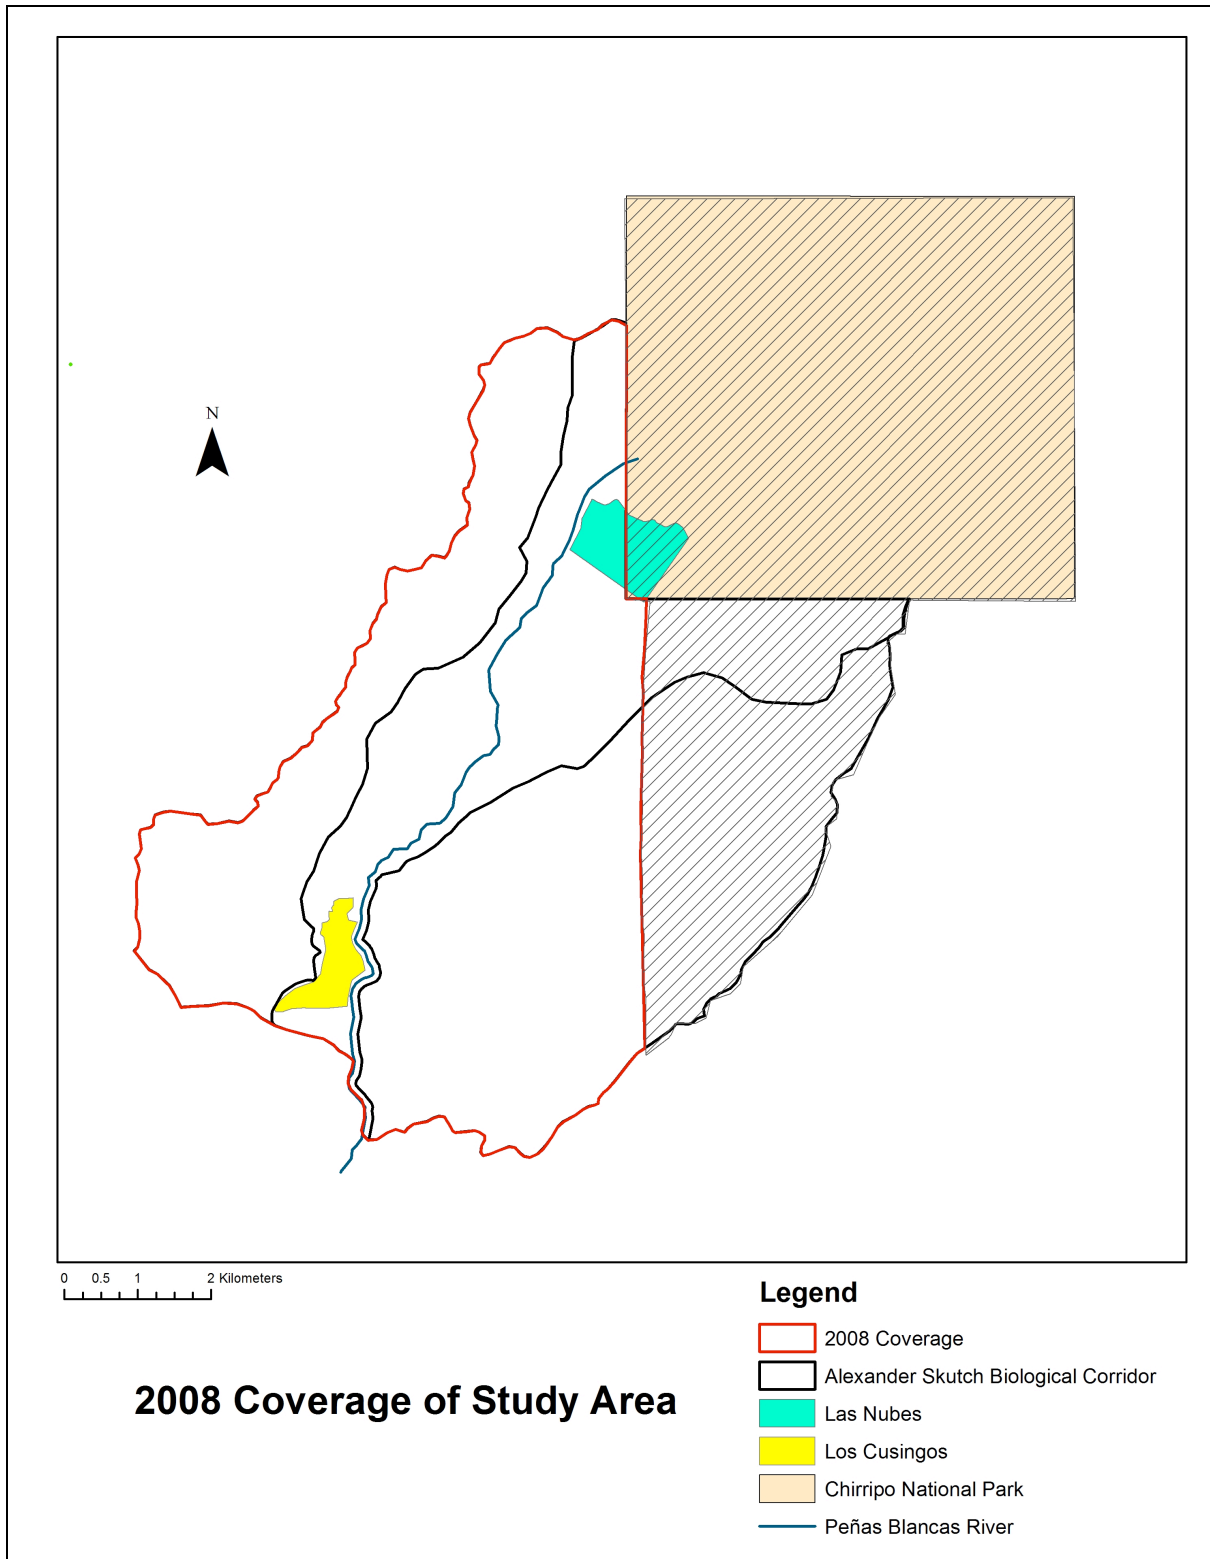 N
0 0.5 1 2 Kilometers
Legend
2008 Coverage
Alexander Skutch Biological Corridor
Las Nubes
Los Cusingos
Chirripo National Park
Peñas Blancas River
2008 Coverage of Study Area